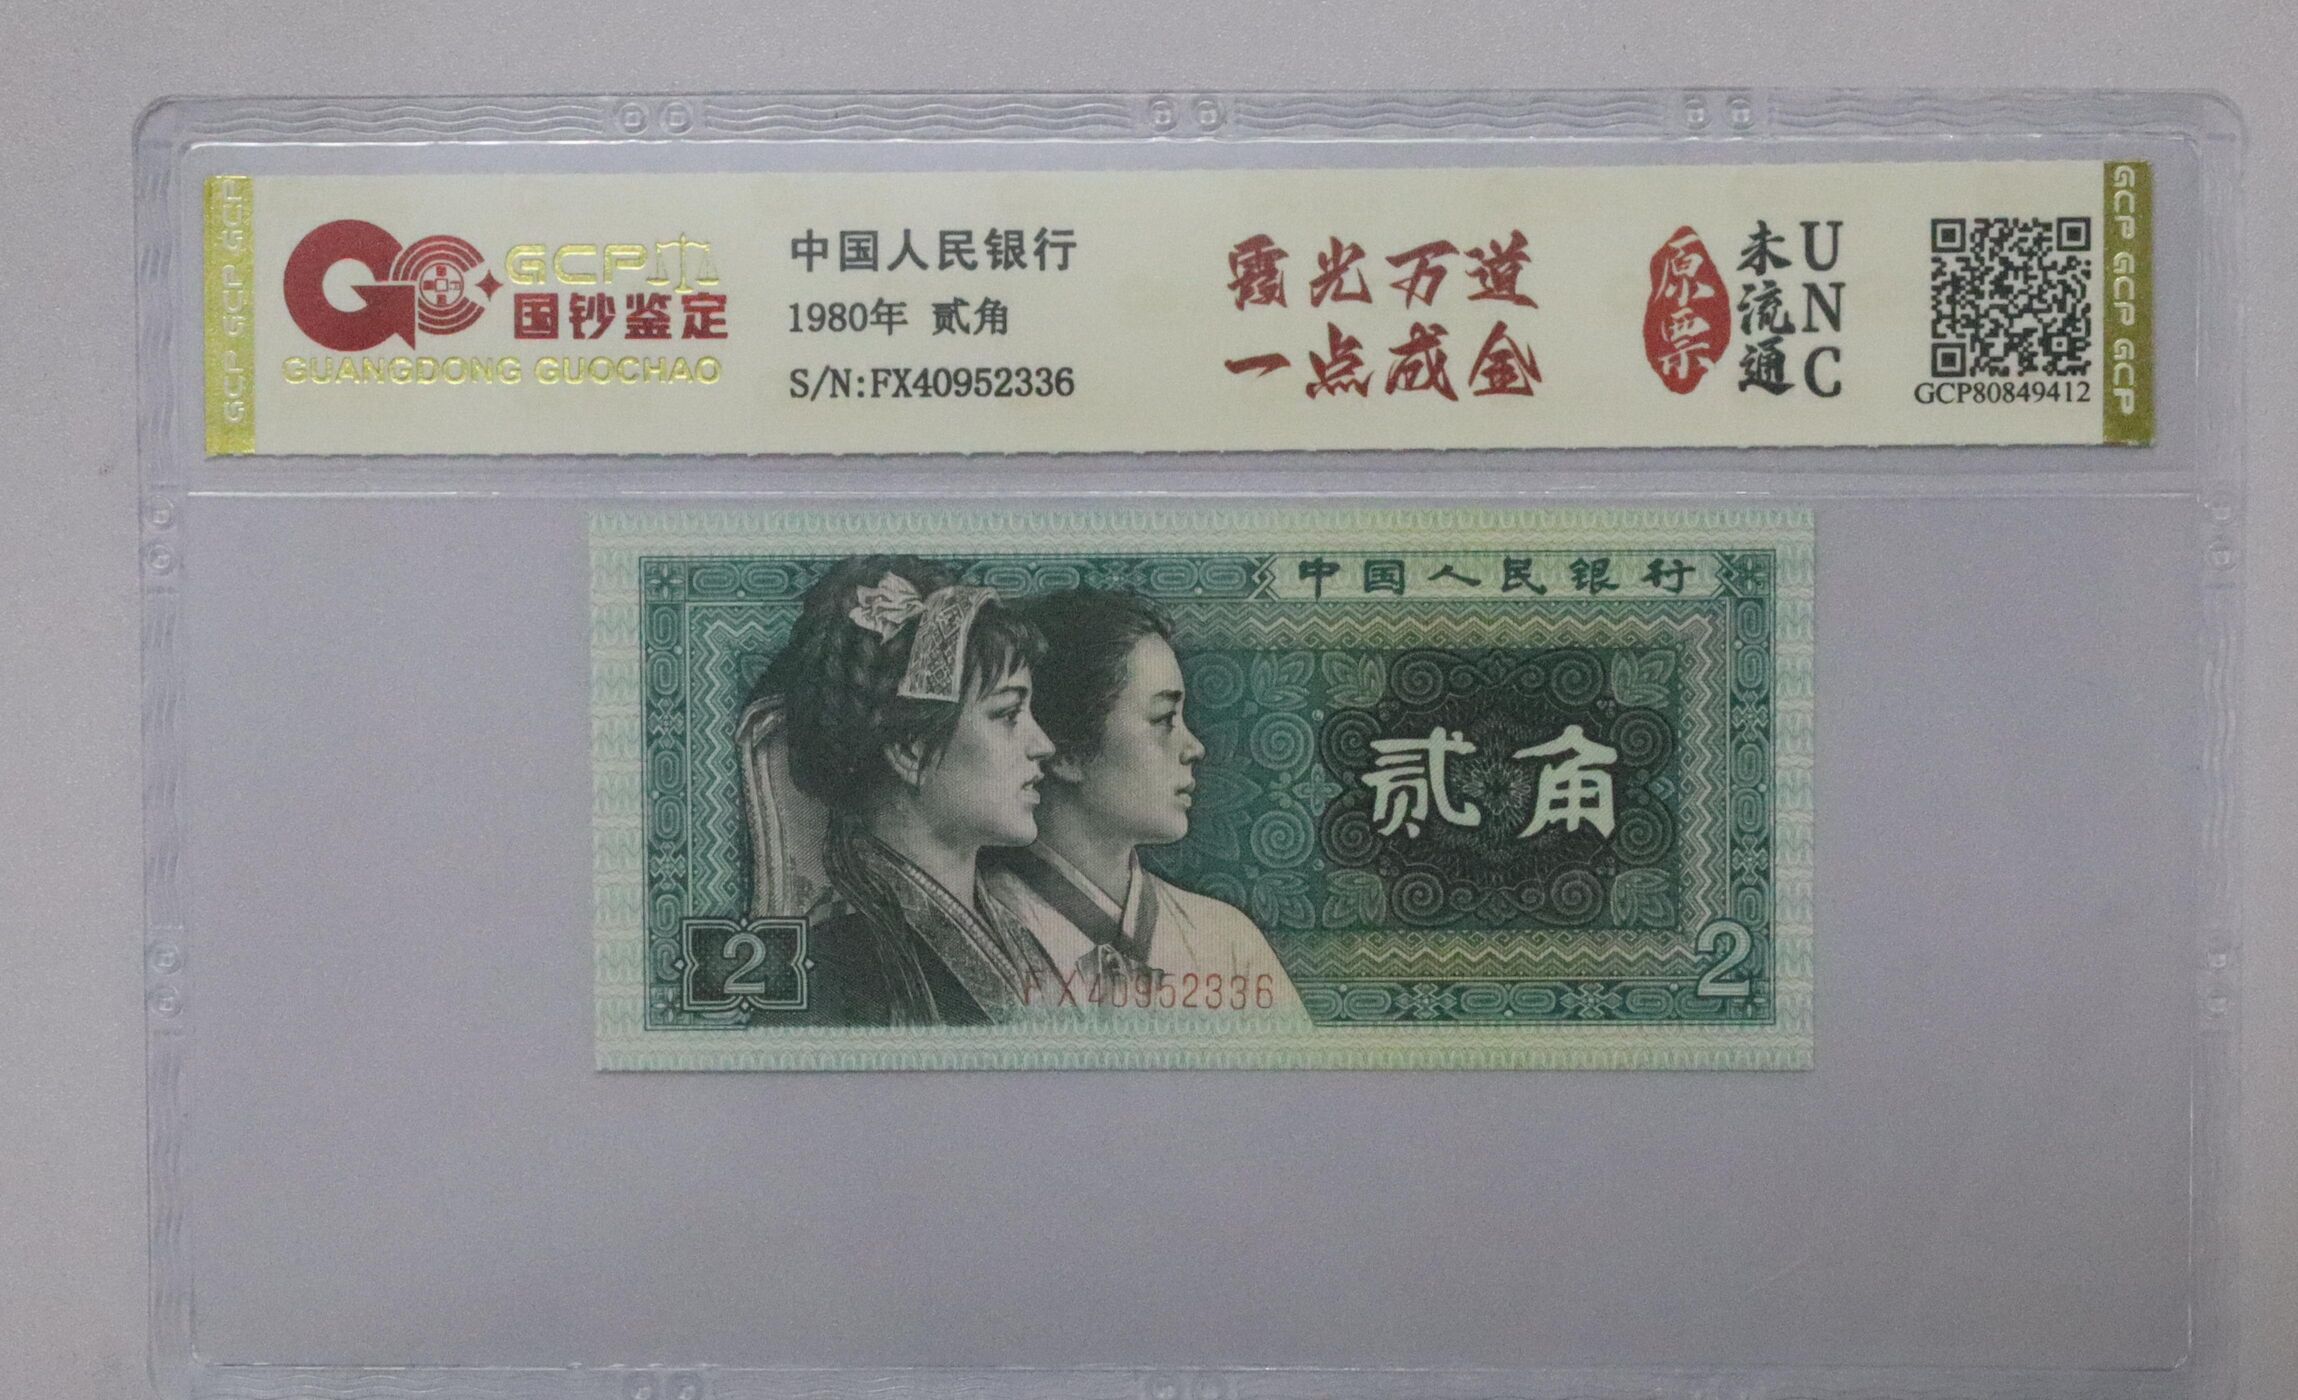 GCP
国钞鉴定
GUANGDONG GUOCHAO
中国人民银行
1980年 贰角
S/N:FX40952336
霞光万道
一点成金
原票
未流通
UNC
GCP80849412
GCP GCP GCP
GCP GCP GCP
中国人民银行
贰角
2
2
FX40952336